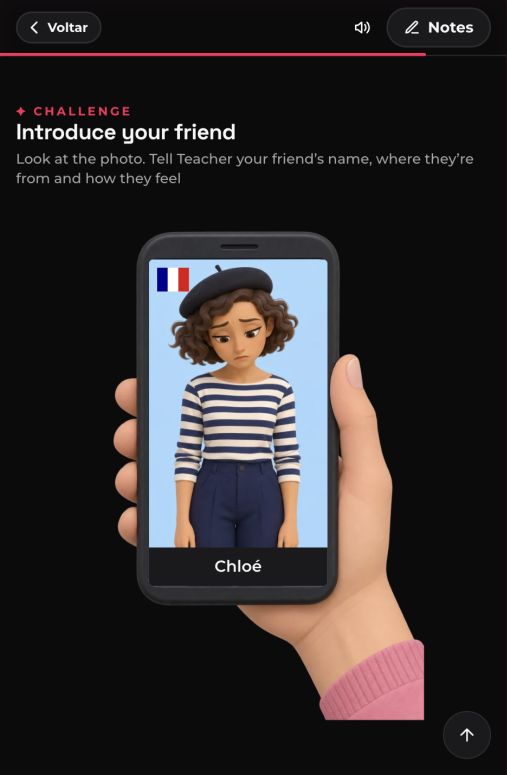 Voltar
Notes
CHALLENGE
Introduce your friend
Look at the photo. Tell Teacher your friend’s name, where they’re
from and how they feel
Chloé